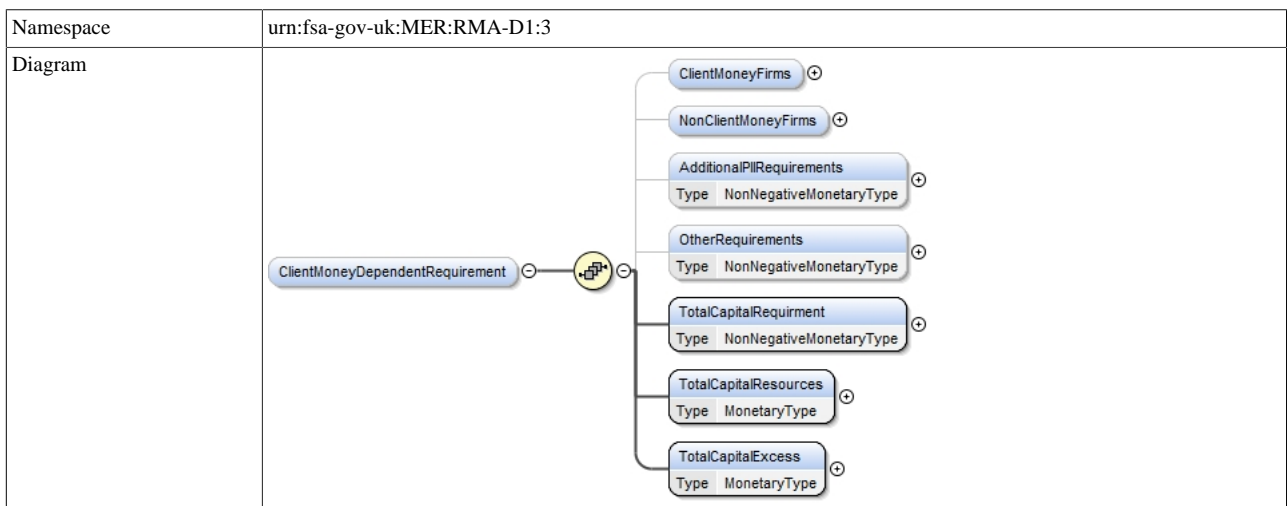 Namespace urn:fsa-gov-uk:MER:RMA-D1:3
Diagram
ClientMoneyFirms
NonClientMoneyFirms
AdditionalPIIRequirements
Type NonNegativeMonetaryType
OtherRequirements
Type NonNegativeMonetaryType
ClientMoneyDependentRequirement
TotalCapitalRequirment
Type NonNegativeMonetaryType
TotalCapitalResources
Type MonetaryType
TotalCapitalExcess
Type MonetaryType